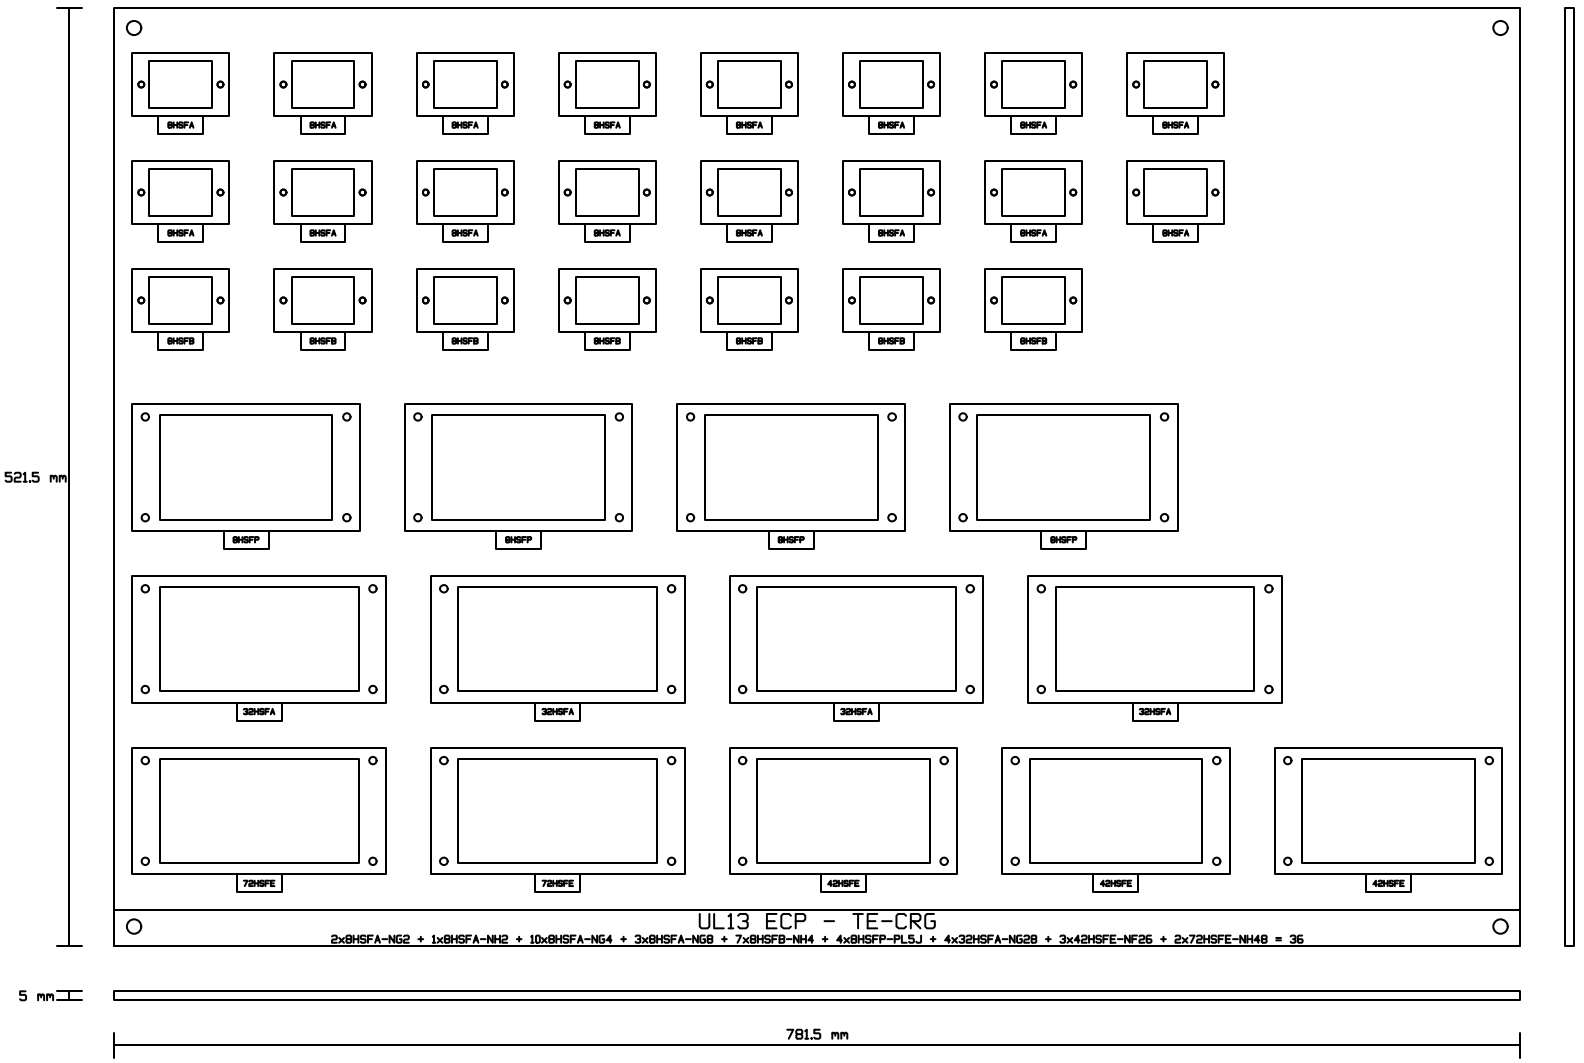 8HSFA 8HSFA 8HSFA 8HSFA 8HSFA 8HSFA 8HSFA 8HSFA
8HSFA 8HSFA 8HSFA 8HSFA 8HSFA 8HSFA 8HSFA 8HSFA
8HSFB 8HSFB 8HSFB 8HSFB 8HSFB 8HSFB 8HSFB
521.5 mm
8HSFP 8HSFP 8HSFP 8HSFP
32HSFA 32HSFA 32HSFA 32HSFA
72HSFE 72HSFE 42HSFE 42HSFE 42HSFE
UL13 ECP - TE-CRG
2x8HSFA-NG2 + 1x8HSFA-NH2 + 10x8HSFA-NG4 + 3x8HSFA-NG8 + 7x8HSFB-NH4 + 4x8HSFP-PL5J + 4x32HSFA-NG28 + 3x42HSFE-NF26 + 2x72HSFE-NH48 = 36
5 mm
781.5 mm